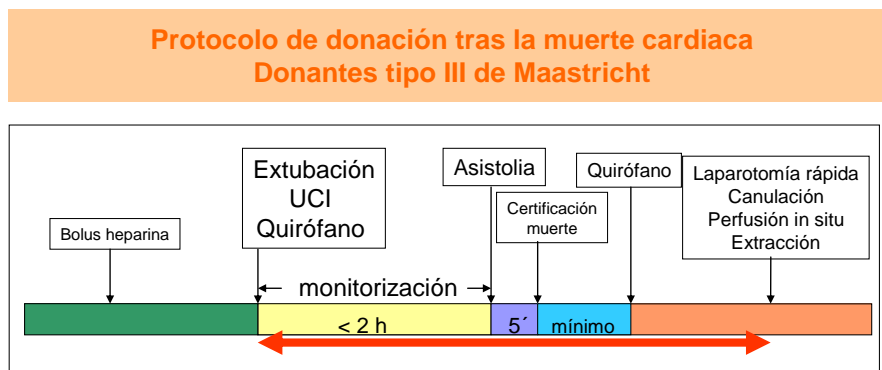 Protocolo de donación tras la muerte cardiaca
Donantes tipo III de Maastricht
Bolus heparina
Extubación
UCI
Quirófano
Asistolia
Certificación
muerte
Quirófano
Laparotomía rápida
Canulación
Perfusión in situ
Extracción
monitorización
< 2 h
5´
mínimo